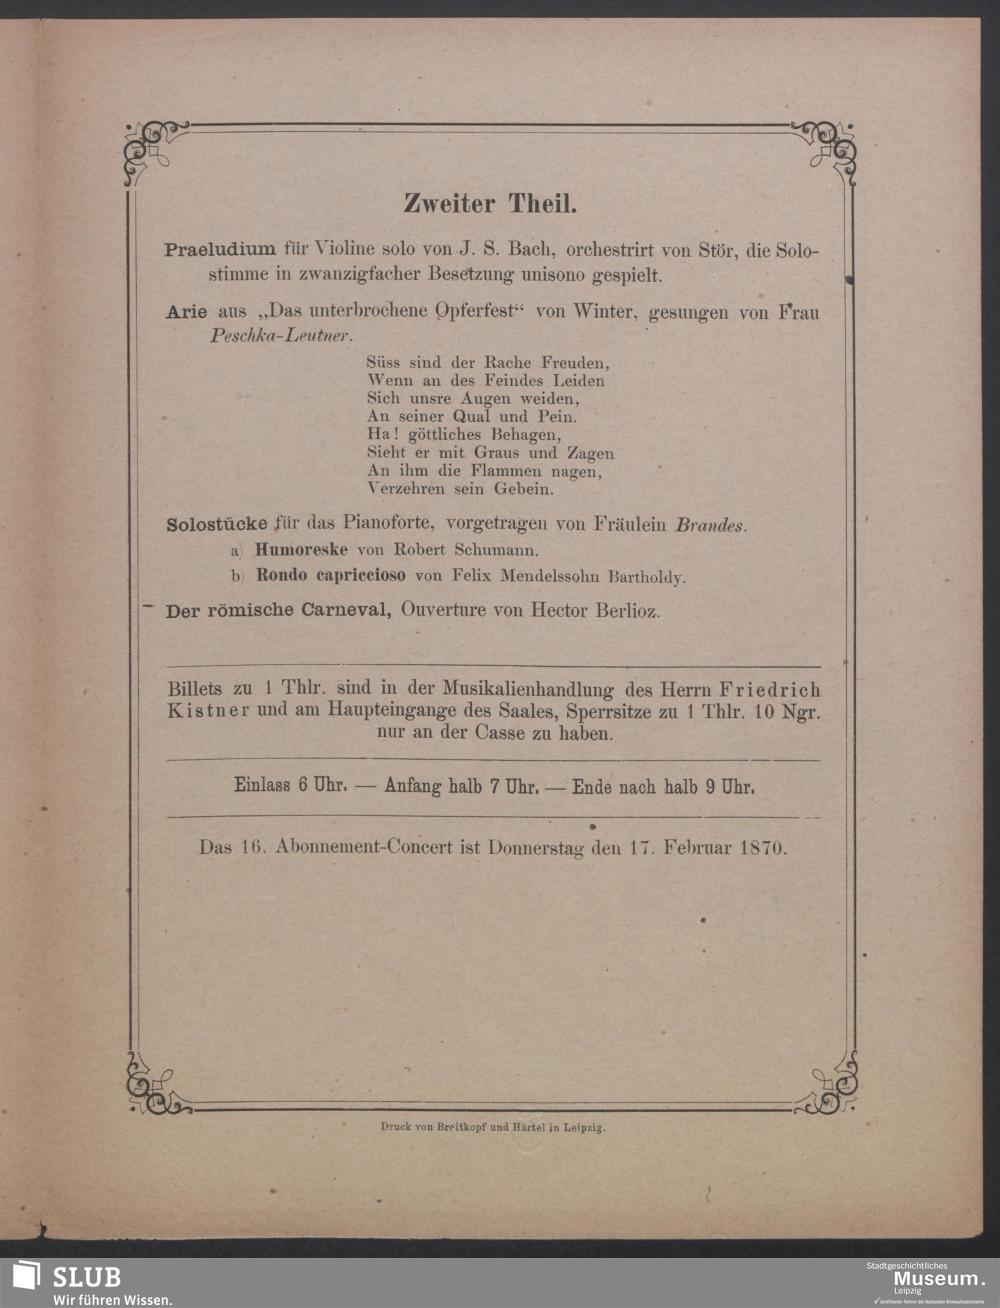 Zweiter Theil.
Praeludium für Violine solo von J. S. Bach, orchestrirt von Stör, die Solo-
stimme in zwanzigfacher Besetzung unisono gespielt.
Arie aus „Das unterbrochene Opferfest“ von Winter, gesungen von Frau
Peschka-Leutner.
Süss sind der Rache Freuden,
Wenn an des Feindes Leiden
Sich unsre Augen weiden,
An seiner Qual und Pein.
Ha! göttliches Behagen,
Sieht er mit Graus und Zagen
An ihm die Flammen nagen,
Verzehren sein Gebein.
Solostücke für das Pianoforte, vorgetragen von Fräulein Brandes.
a) Humoreske von Robert Schumann.
b) Rondo capriccioso von Felix Mendelssohn Bartholdy.
Der römische Carneval, Ouverture von Hector Berlioz.
Billets zu 1 Thlr. sind in der Musikalienhandlung des Herrn Friedrich
Kistner und am Haupteingange des Saales, Sperrsitze zu 1 Thlr. 10 Ngr.
nur an der Casse zu haben.
Einlass 6 Uhr. — Anfang halb 7 Uhr. — Ende nach halb 9 Uhr.
Das 16. Abonnement-Concert ist Donnerstag den 17. Februar 1870.
Druck von Breitkopf und Härtel in Leipzig.
SLUB
Wir führen Wissen.
Stadtgeschichtliches
Museum.
Leipzig
Zertifizierter Partner der Nationalen Klimaschutzinitiative